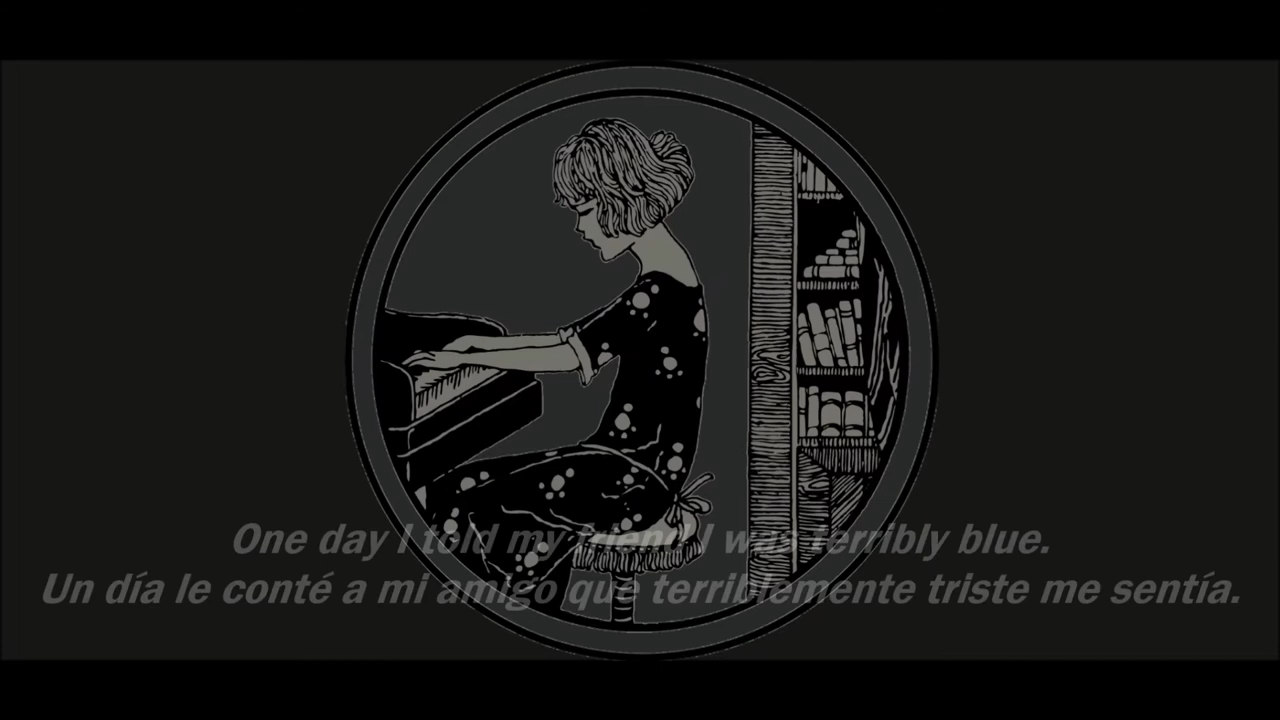 One day I told my friend I was terribly blue.
Un día le conté a mi amigo que terriblemente triste me sentía.